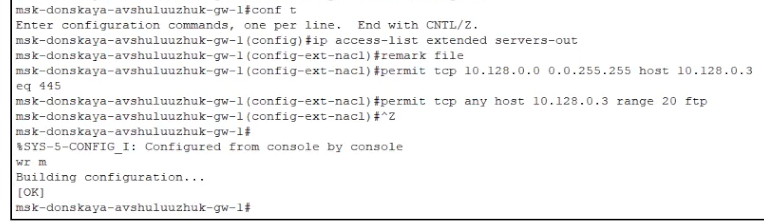 msk-donskaya-avshuluuzhuk-gw-1#conf t
Enter configuration commands, one per line.  End with CNTL/Z.
msk-donskaya-avshuluuzhuk-gw-1(config)#ip access-list extended servers-out
msk-donskaya-avshuluuzhuk-gw-1(config-ext-nacl)#remark file
msk-donskaya-avshuluuzhuk-gw-1(config-ext-nacl)#permit tcp 10.128.0.0 0.0.255.255 host 10.128.0.3
eq 445
msk-donskaya-avshuluuzhuk-gw-1(config-ext-nacl)#permit tcp any host 10.128.0.3 range 20 ftp
msk-donskaya-avshuluuzhuk-gw-1(config-ext-nacl)#^Z
msk-donskaya-avshuluuzhuk-gw-1#
%SYS-5-CONFIG_I: Configured from console by console
wr m
Building configuration...
[OK]
msk-donskaya-avshuluuzhuk-gw-1#